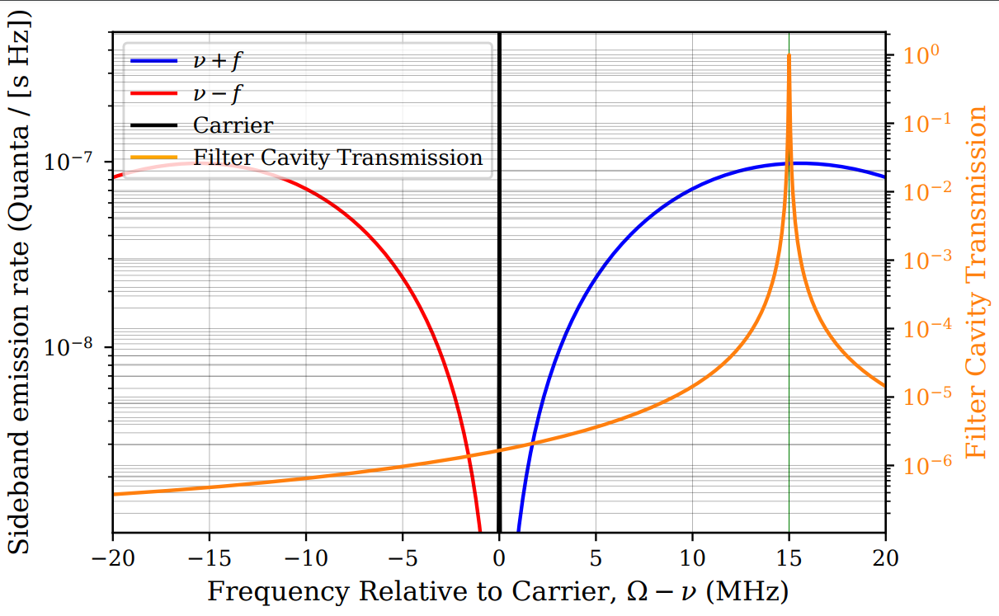 Sideband emission rate (Quanta / [s Hz])
10⁻⁷
10⁻⁸
ν + f
ν − f
Carrier
Filter Cavity Transmission
10⁰
10⁻¹
10⁻²
10⁻³
10⁻⁴
10⁻⁵
10⁻⁶
Filter Cavity Transmission
−20 −15 −10 −5 0 5 10 15 20
Frequency Relative to Carrier, Ω − ν (MHz)